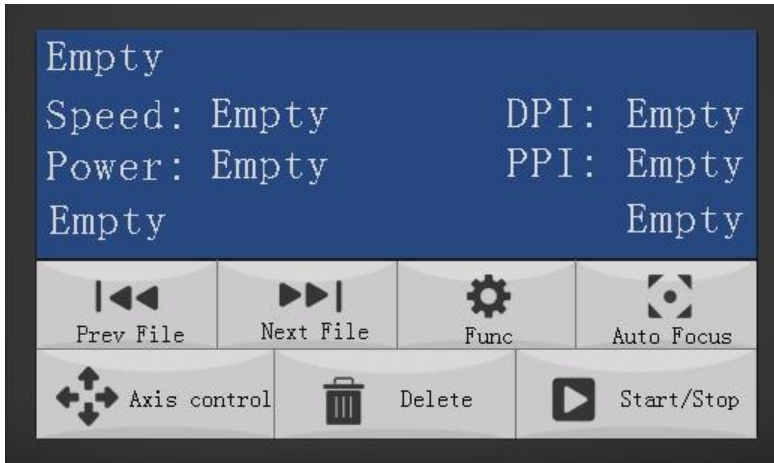 Empty
Speed: Empty DPI: Empty
Power: Empty PPI: Empty
Empty Empty
Prev File Next File Func Auto Focus
Axis control Delete Start/Stop